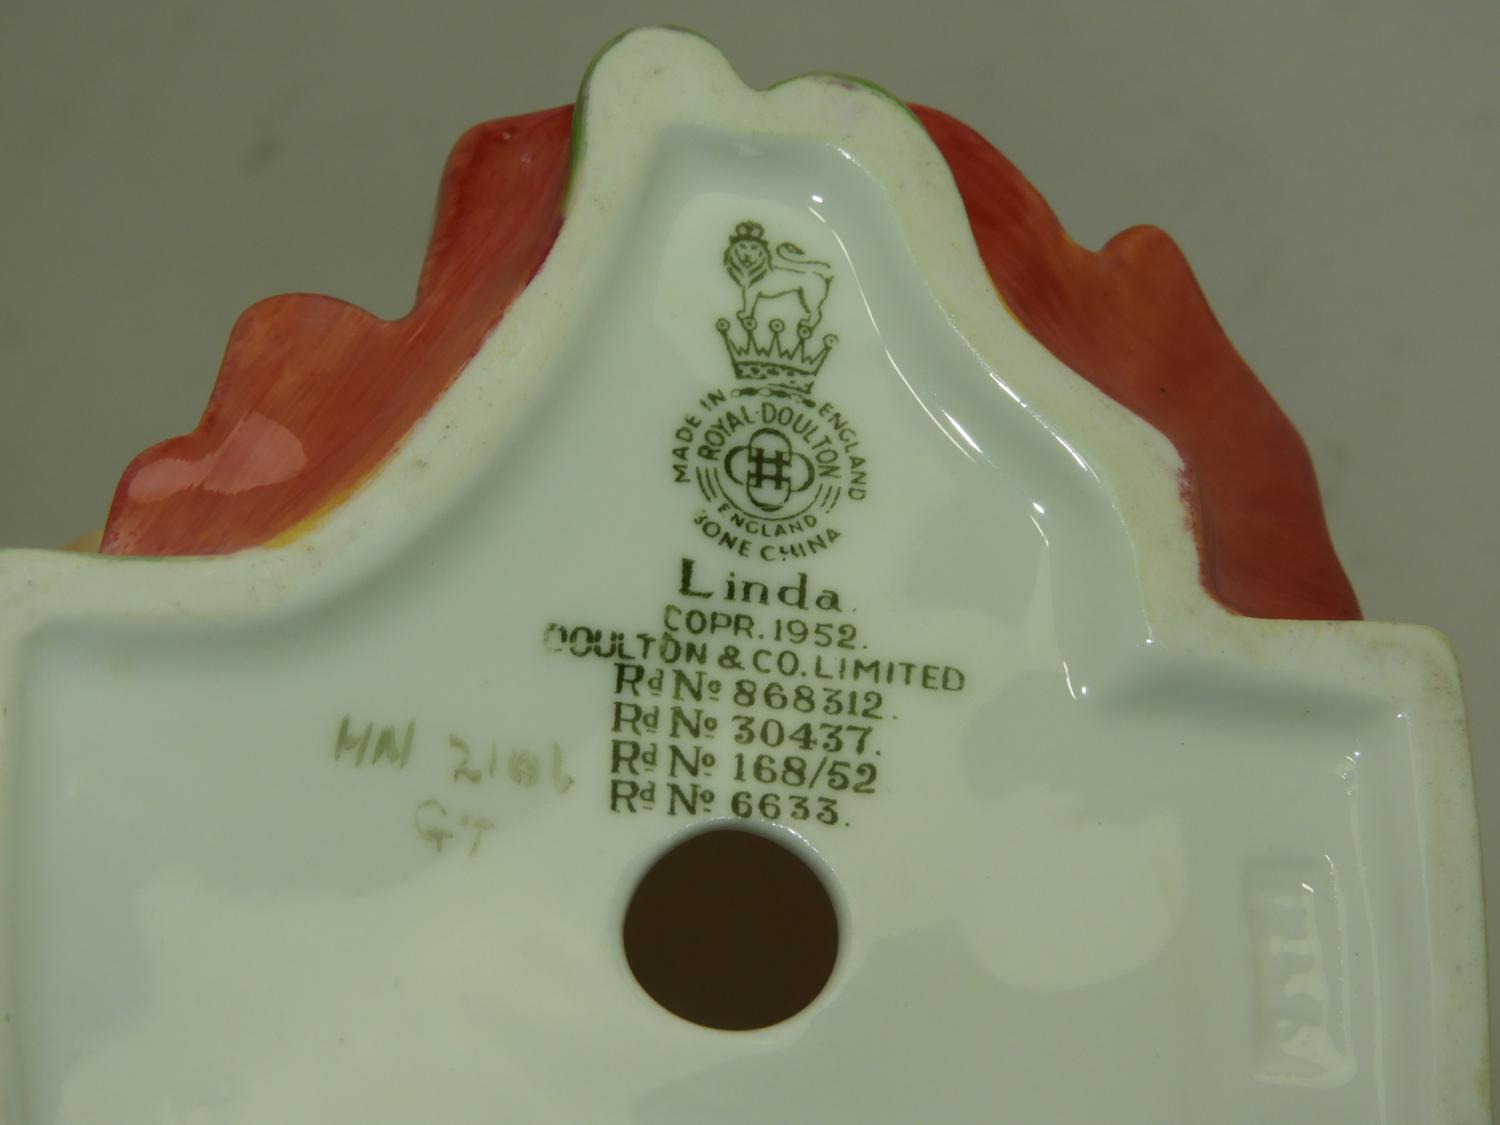 MADE IN ENGLAND
ROYAL·DOULTON
ENGLAND
BONE CHINA
Linda.
COPR. 1952.
DOULTON & CO. LIMITED
Rd No 868312.
Rd No 30437.
Rd No 168/52
Rd No 6633.
HN 2106
GT